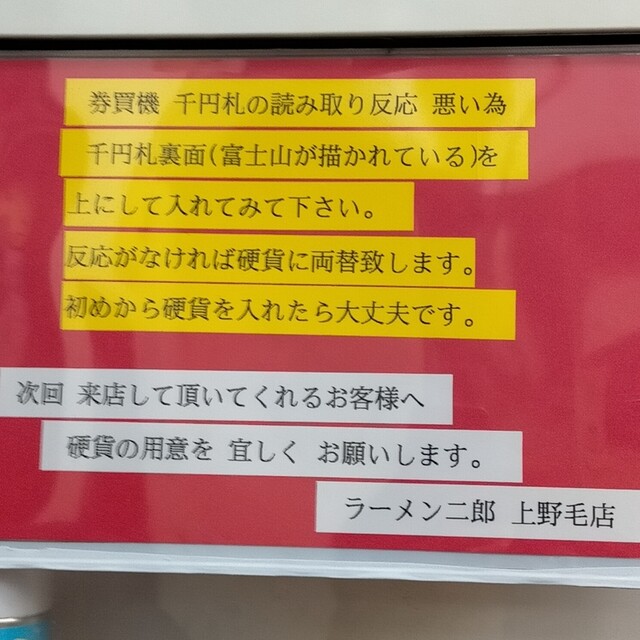 券買機 千円札の読み取り反応 悪い為
千円札裏面(富士山が描かれている)を
上にして入れてみて下さい。
反応がなければ硬貨に両替致します。
初めから硬貨を入れたら大丈夫です。
次回 来店して頂いてくれるお客様へ
硬貨の用意を 宜しく お願いします。
ラーメン二郎 上野毛店